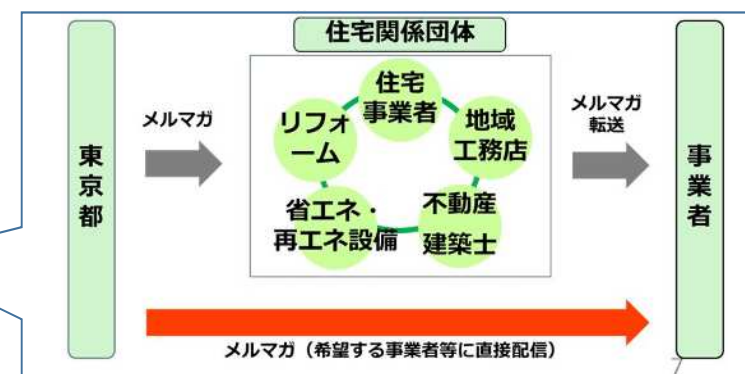 東京都
メルマガ
住宅関係団体
住宅
事業者
リフォ
ーム
地域
工務店
省エネ・
再エネ設備
不動産
建築士
メルマガ
転送
事業者
メルマガ（希望する事業者等に直接配信）
7